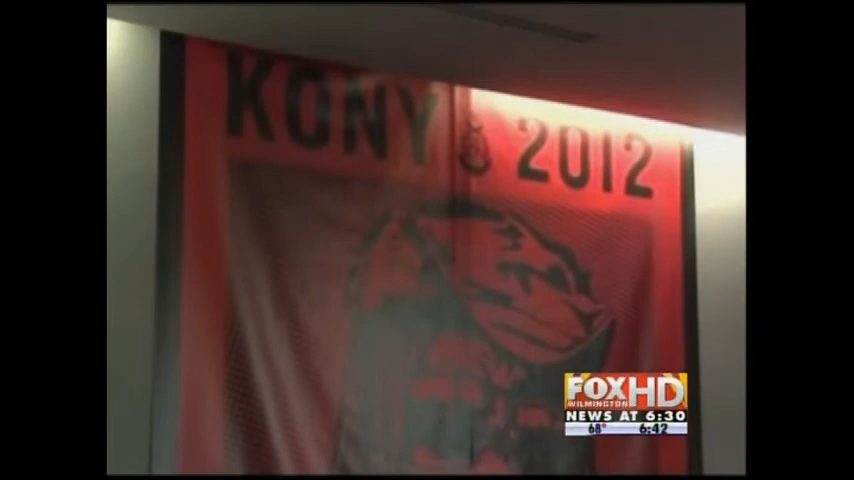 KONY 2012
FOX HD
WILMINGTON
NEWS AT 6:30
68° 6:42